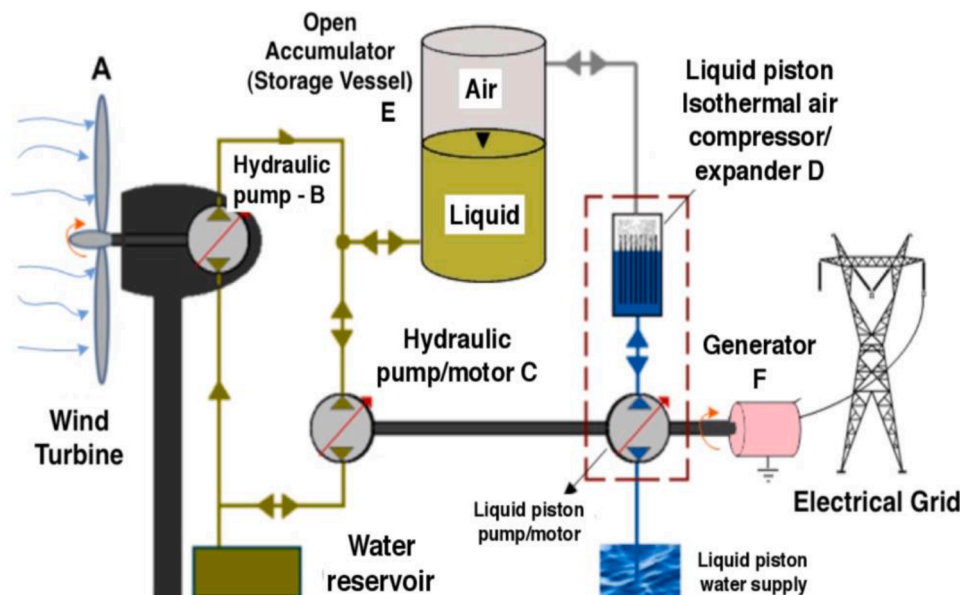 A
Wind
Turbine
Hydraulic
pump - B
Open
Accumulator
(Storage Vessel)
E
Air
Liquid
Liquid piston
Isothermal air
compressor/
expander D
Hydraulic
pump/motor C
Generator
F
Liquid piston
pump/motor
Electrical Grid
Water
reservoir
Liquid piston
water supply